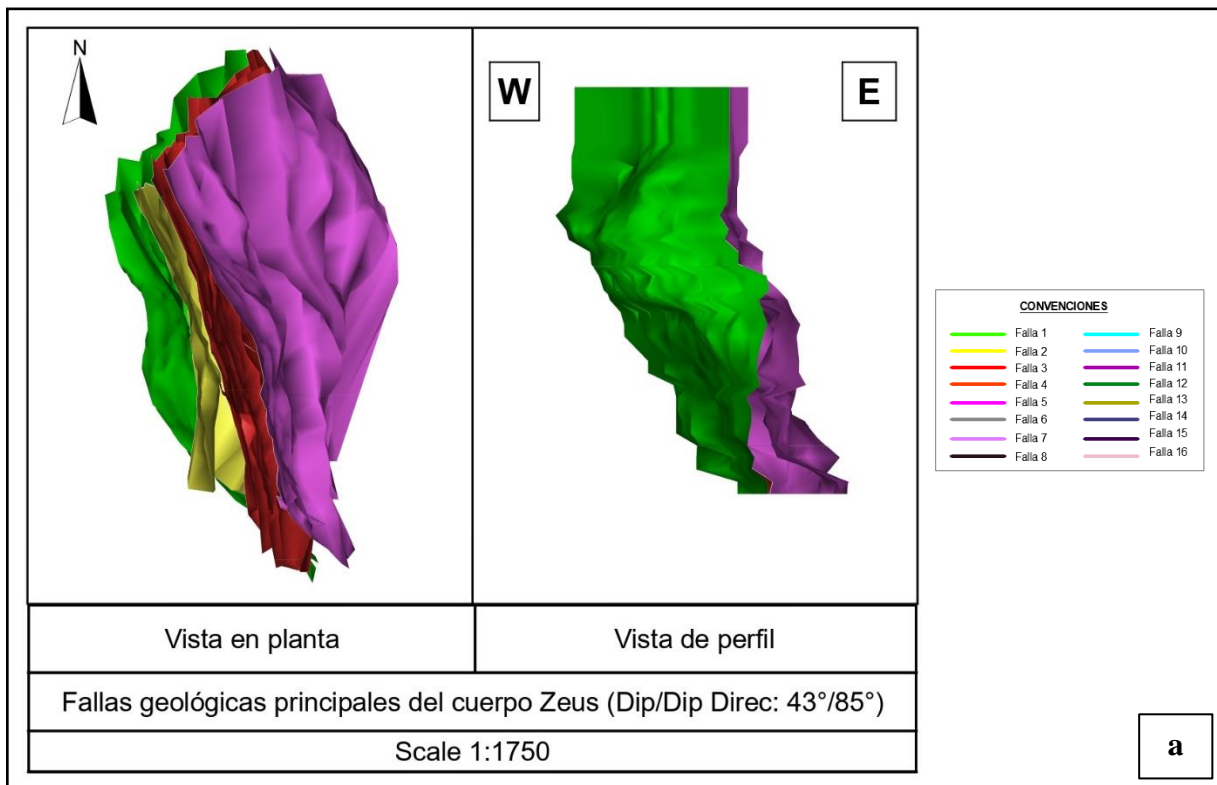 N
W
E
Vista en planta
Vista de perfil
Fallas geológicas principales del cuerpo Zeus (Dip/Dip Direc: 43°/85°)
Scale 1:1750
CONVENCIONES
Falla 1
Falla 2
Falla 3
Falla 4
Falla 5
Falla 6
Falla 7
Falla 8
Falla 9
Falla 10
Falla 11
Falla 12
Falla 13
Falla 14
Falla 15
Falla 16
a